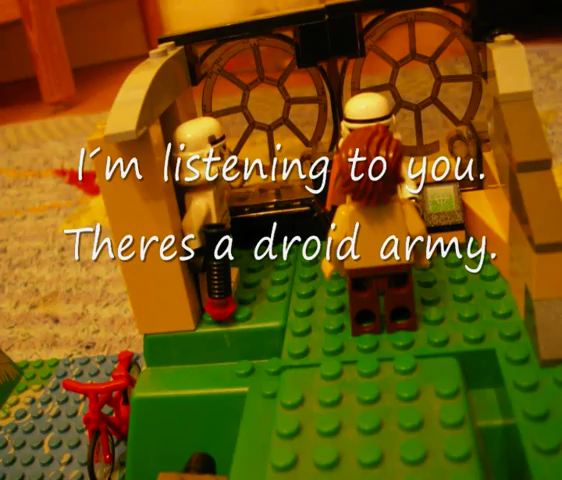 I´m listening to you.
Theres a droid army.